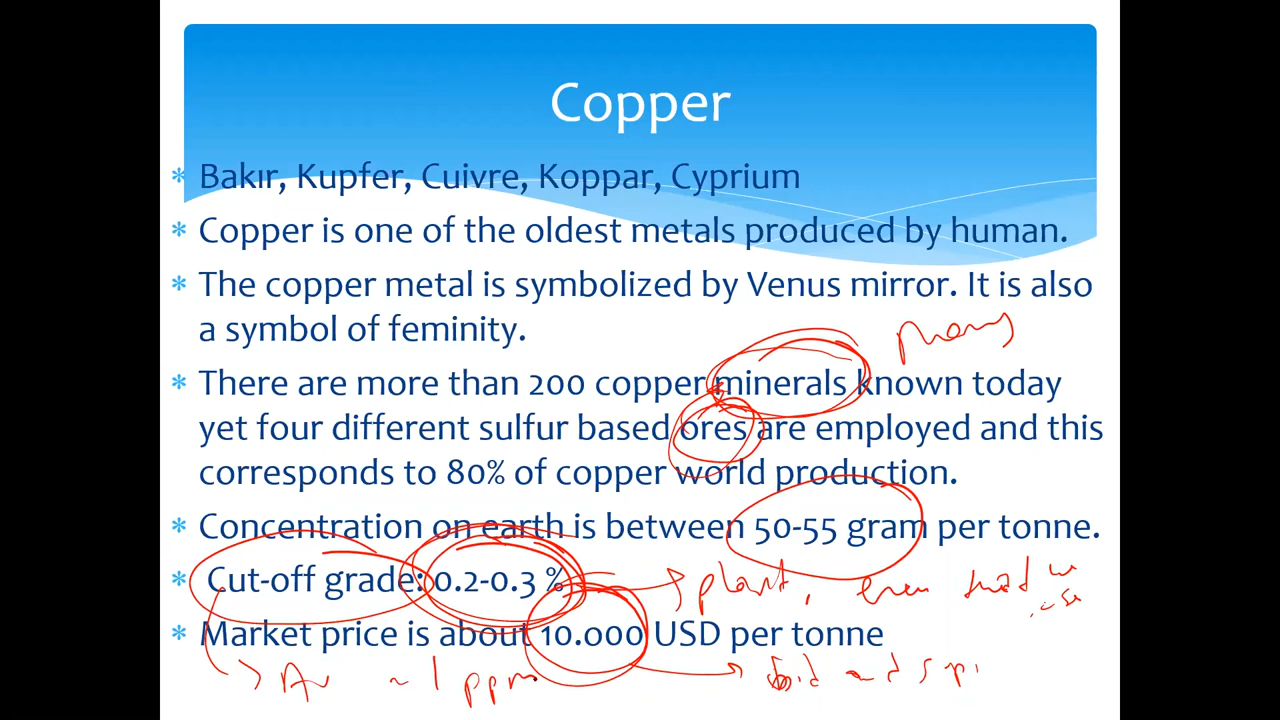 Copper
* Bakır, Kupfer, Cuivre, Koppar, Cyprium
* Copper is one of the oldest metals produced by human.
* The copper metal is symbolized by Venus mirror. It is also
a symbol of feminity.
* There are more than 200 copper minerals known today
yet four different sulfur based ores are employed and this
corresponds to 80% of copper world production.
* Concentration on earth is between 50-55 gram per tonne.
* Cut-off grade: 0.2-0.3 %
plant,
* Market price is about 10.000 USD per tonne
Au ~ 1 ppm